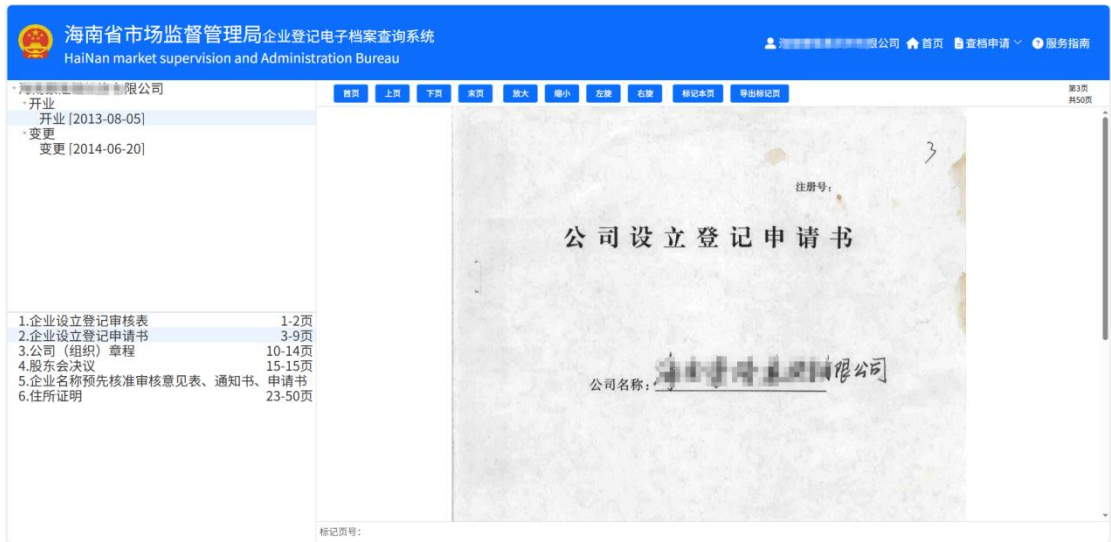 海南省市场监督管理局企业登记电子档案查询系统
HaiNan market supervision and Administration Bureau
限公司 首页 查档申请 服务指南
限公司
开业
开业 [2013-08-05]
变更
变更 [2014-06-20]
首页 上页 下页 末页 放大 缩小 左旋 右旋 标记本页 导出标记页
第3页
共50页
3
注册号:
公司设立登记申请书
公司名称: 限公司
1.企业设立登记审核表 1-2页
2.企业设立登记申请书 3-9页
3.公司（组织）章程 10-14页
4.股东会决议 15-15页
5.企业名称预先核准审核意见表、通知书、申请书
6.住所证明 23-50页
标记页号: